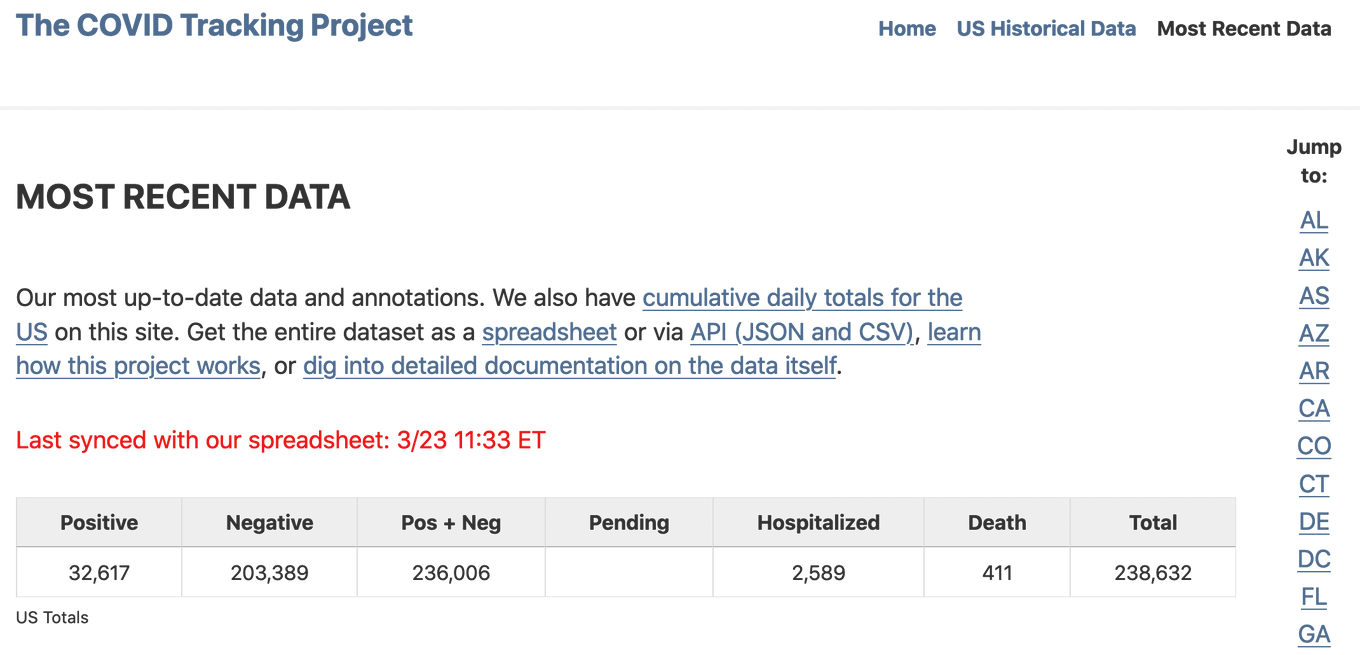 The COVID Tracking Project
Home US Historical Data Most Recent Data
MOST RECENT DATA
Our most up-to-date data and annotations. We also have cumulative daily totals for the
US on this site. Get the entire dataset as a spreadsheet or via API (JSON and CSV), learn
how this project works, or dig into detailed documentation on the data itself.
Last synced with our spreadsheet: 3/23 11:33 ET
Positive Negative Pos + Neg Pending Hospitalized Death Total
32,617 203,389 236,006 2,589 411 238,632
US Totals
Jump
to:
AL
AK
AS
AZ
AR
CA
CO
CT
DE
DC
FL
GA